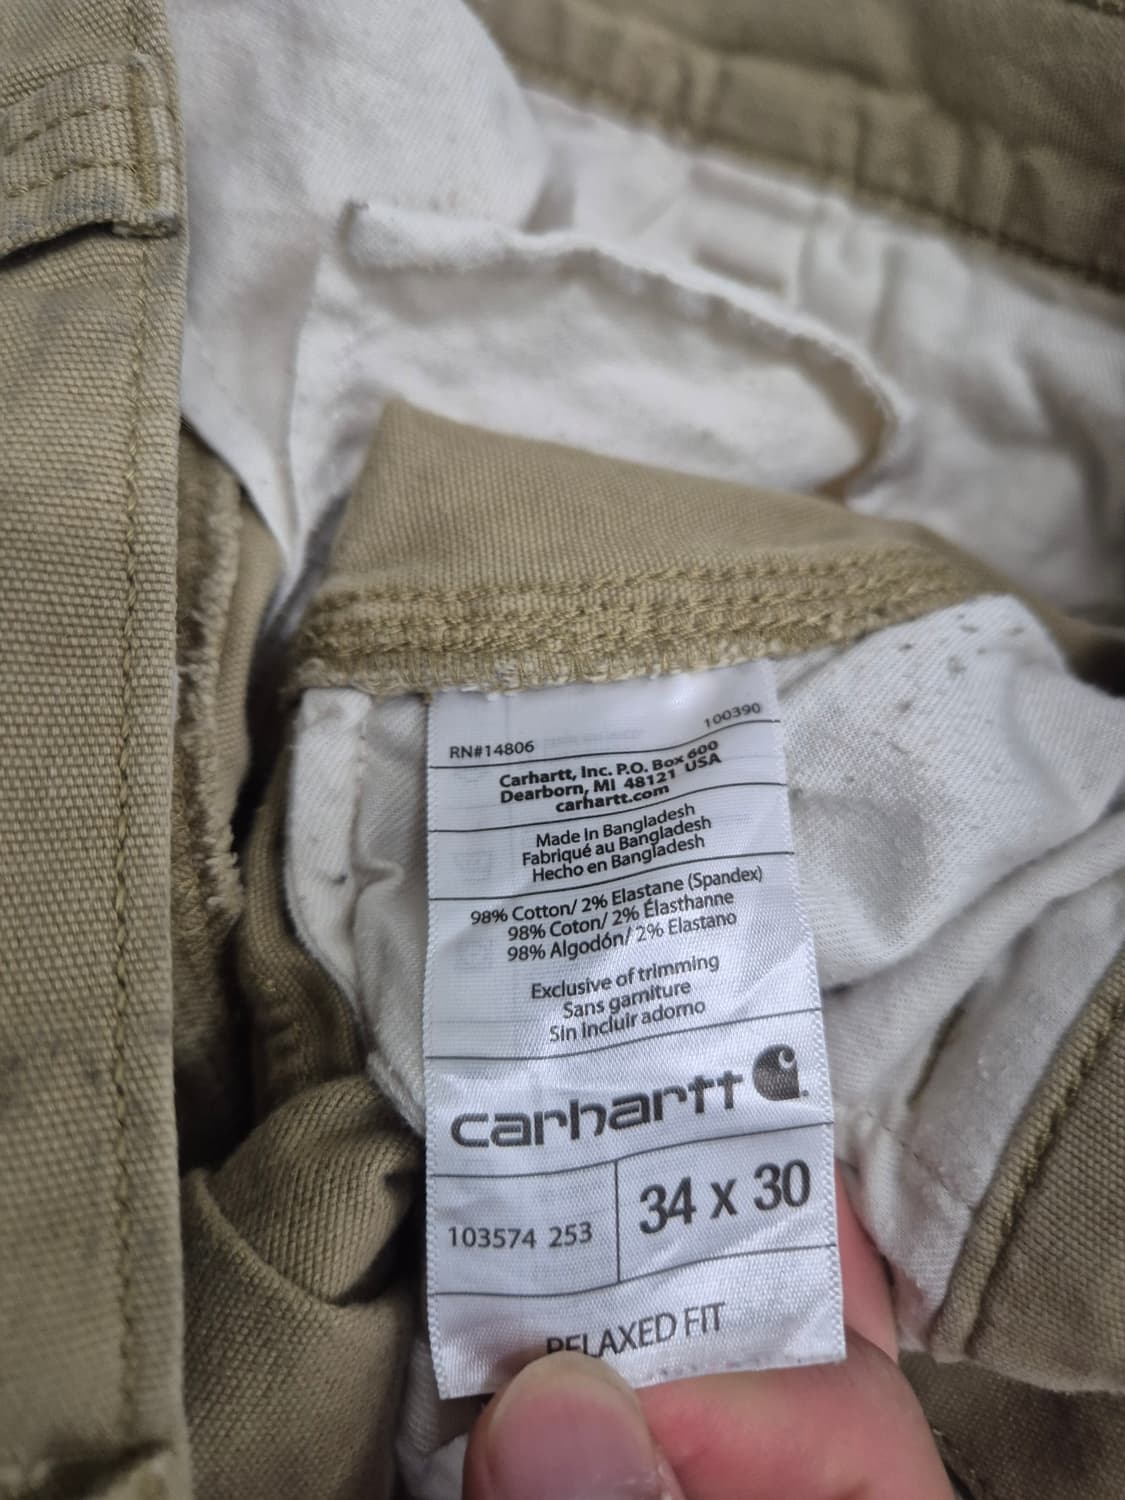 100390
RN#14806
Carhartt, Inc. P.O. Box 600
Dearborn, MI 48121 USA
carhartt.com
Made In Bangladesh
Fabriqué au Bangladesh
Hecho en Bangladesh
98% Cotton/ 2% Elastane (Spandex)
98% Coton/ 2% Élasthanne
98% Algodón/ 2% Elastano
Exclusive of trimming
Sans garniture
Sin incluir adorno
carhartt
103574 253
34 x 30
RELAXED FIT